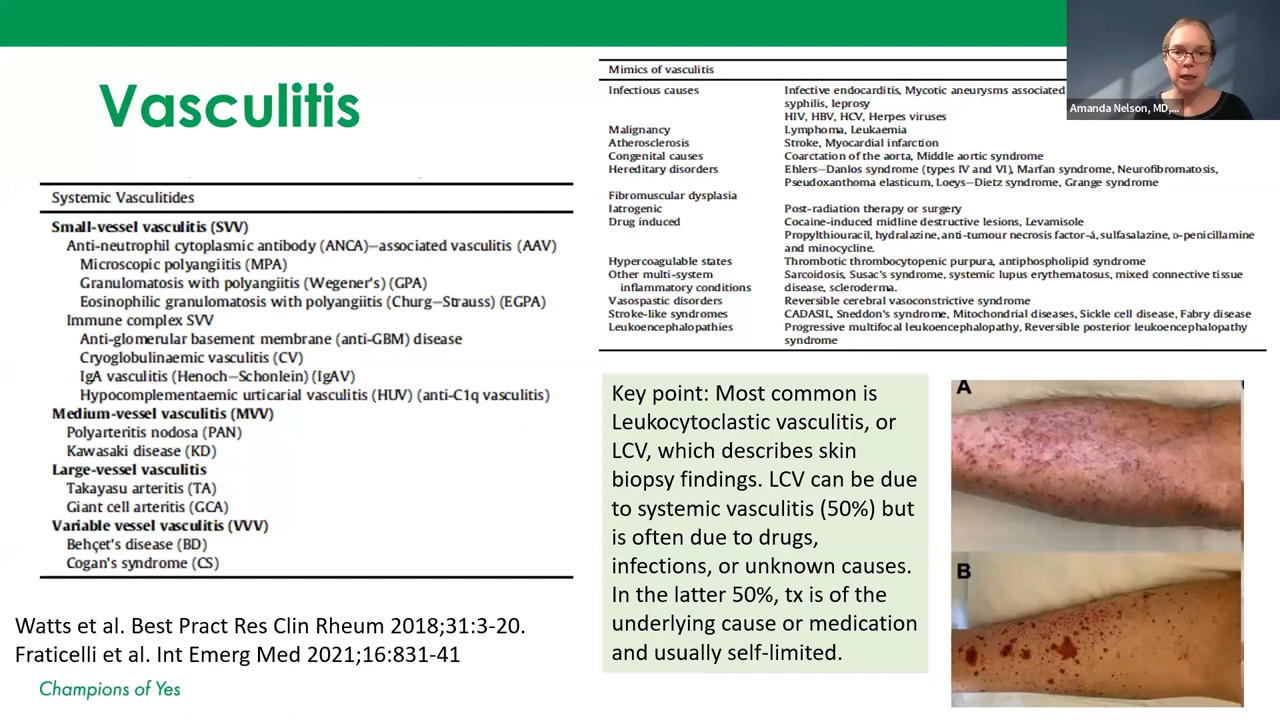 Vasculitis
Systemic Vasculitides
Small-vessel vasculitis (SVV)
Anti-neutrophil cytoplasmic antibody (ANCA)–associated vasculitis (AAV)
Microscopic polyangiitis (MPA)
Granulomatosis with polyangiitis (Wegener's) (GPA)
Eosinophilic granulomatosis with polyangiitis (Churg–Strauss) (EGPA)
Immune complex SVV
Anti-glomerular basement membrane (anti-GBM) disease
Cryoglobulinaemic vasculitis (CV)
IgA vasculitis (Henoch–Schonlein) (IgAV)
Hypocomplementaemic urticarial vasculitis (HUV) (anti-C1q vasculitis)
Medium-vessel vasculitis (MVV)
Polyarteritis nodosa (PAN)
Kawasaki disease (KD)
Large-vessel vasculitis
Takayasu arteritis (TA)
Giant cell arteritis (GCA)
Variable vessel vasculitis (VVV)
Behçet's disease (BD)
Cogan's syndrome (CS)
Watts et al. Best Pract Res Clin Rheum 2018;31:3-20.
Fraticelli et al. Int Emerg Med 2021;16:831-41
Champions of Yes
Mimics of vasculitis
Infectious causes Infective endocarditis, Mycotic aneurysms associated
syphilis, leprosy
HIV, HBV, HCV, Herpes viruses
Malignancy Lymphoma, Leukaemia
Atherosclerosis Stroke, Myocardial infarction
Congenital causes Coarctation of the aorta, Middle aortic syndrome
Hereditary disorders Ehlers–Danlos syndrome (types IV and VI), Marfan syndrome, Neurofibromatosis,
Pseudoxanthoma elasticum, Loeys–Dietz syndrome, Grange syndrome
Fibromuscular dysplasia
Iatrogenic Post-radiation therapy or surgery
Drug induced Cocaine-induced midline destructive lesions, Levamisole
Propylthiouracil, hydralazine, anti-tumour necrosis factor-á, sulfasalazine, D-penicillamine
and minocycline.
Hypercoagulable states Thrombotic thrombocytopenic purpura, antiphospholipid syndrome
Other multi-system Sarcoidosis, Susac's syndrome, systemic lupus erythematosus, mixed connective tissue
inflammatory conditions disease, scleroderma.
Vasospastic disorders Reversible cerebral vasoconstrictive syndrome
Stroke-like syndromes CADASIL, Sneddon's syndrome, Mitochondrial diseases, Sickle cell disease, Fabry disease
Leukoencephalopathies Progressive multifocal leukoencephalopathy, Reversible posterior leukoencephalopathy
syndrome
Key point: Most common is
Leukocytoclastic vasculitis, or
LCV, which describes skin
biopsy findings. LCV can be due
to systemic vasculitis (50%) but
is often due to drugs,
infections, or unknown causes.
In the latter 50%, tx is of the
underlying cause or medication
and usually self-limited.
A
B
Amanda Nelson, MD,...